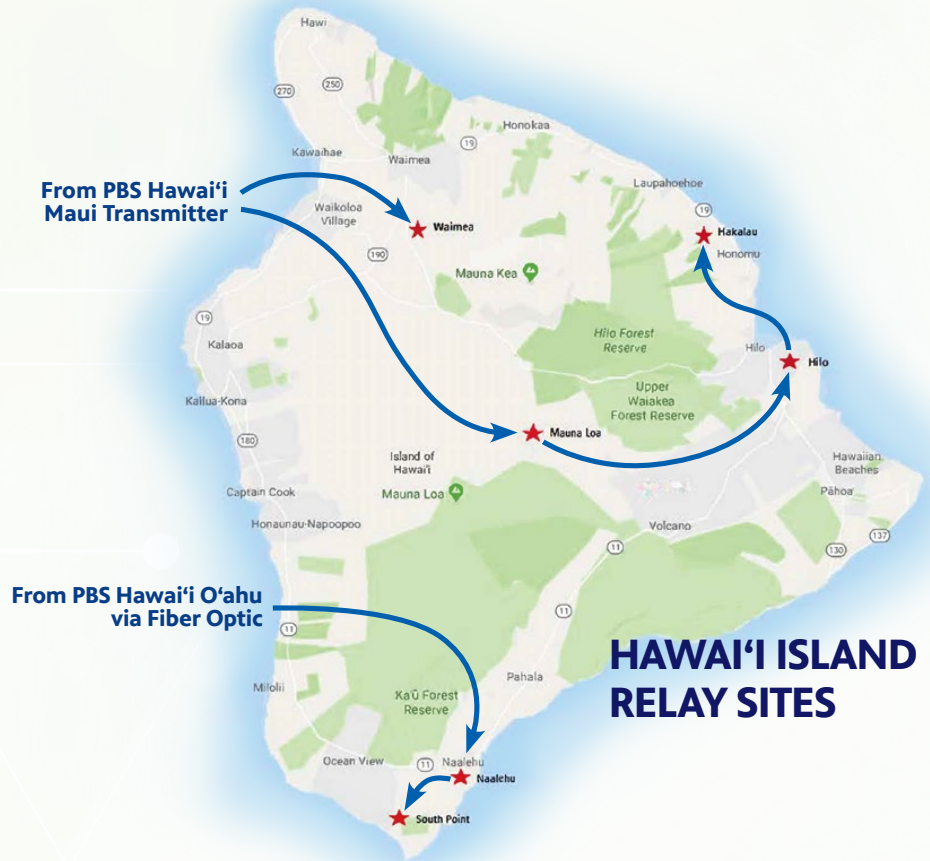 Hawi
270
250
19
Honokaa
Kawaihae
Waimea
From PBS Hawaiʻi
Maui Transmitter
Laupahoehoe
Waikoloa
Village
Waimea
19
Hakalau
Honomu
190
Mauna Kea
19
Kalaoa
Hilo Forest
Reserve
Hilo
Hilo
Upper
Waiakea
Forest Reserve
Kailua-Kona
180
Mauna Loa
Island of
Hawai'i
Mauna Loa
Hawaiian
Beaches
Pāhoa
Captain Cook
Honaunau-Napoopoo
Volcano
11
137
130
From PBS Hawaiʻi Oʻahu
via Fiber Optic
11
11
HAWAIʻI ISLAND
RELAY SITES
Milolii
Pahala
Ka'ū Forest
Reserve
Ocean View
11
Naalehu
Naalehu
South Point